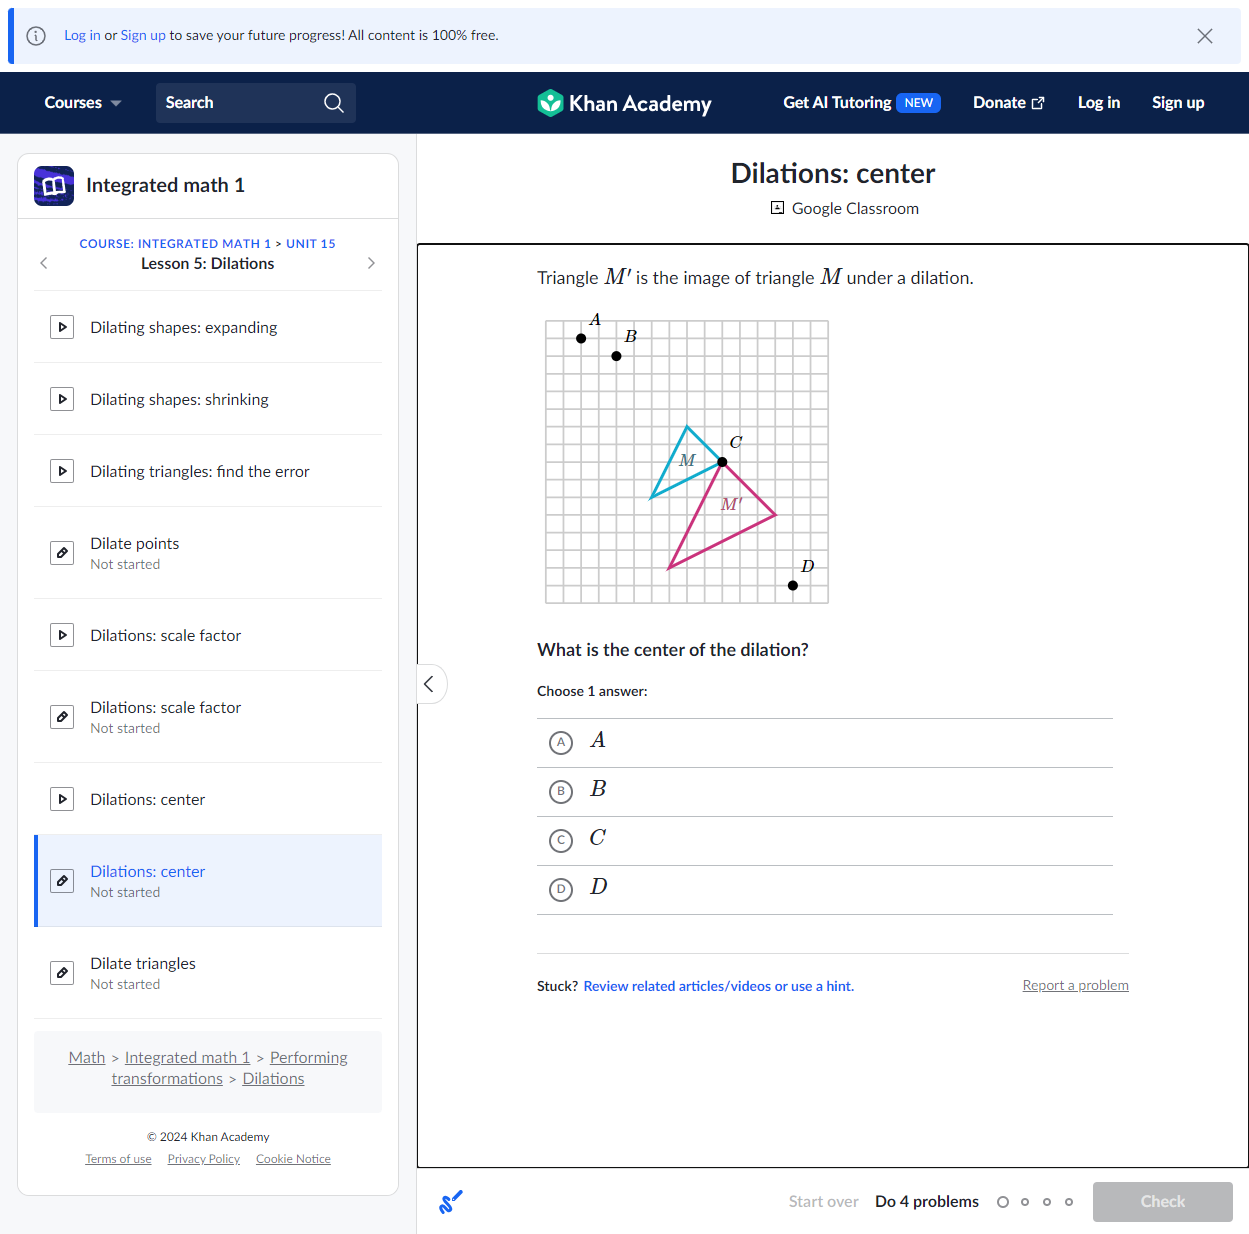 Log in or Sign up to save your future progress! All content is 100% free.
Courses
Search
Khan Academy
Get AI Tutoring NEW
Donate
Log in
Sign up
Integrated math 1
COURSE: INTEGRATED MATH 1 > UNIT 15
Lesson 5: Dilations
Dilating shapes: expanding
Dilating shapes: shrinking
Dilating triangles: find the error
Dilate points
Not started
Dilations: scale factor
Dilations: scale factor
Not started
Dilations: center
Dilations: center
Not started
Dilate triangles
Not started
Math > Integrated math 1 > Performing
transformations > Dilations
© 2024 Khan Academy
Terms of use Privacy Policy Cookie Notice
Dilations: center
Google Classroom
Triangle M′ is the image of triangle M under a dilation.
A
B
C
M
M′
D
What is the center of the dilation?
Choose 1 answer:
A A
B B
C C
D D
Stuck? Review related articles/videos or use a hint.
Report a problem
Start over
Do 4 problems
Check